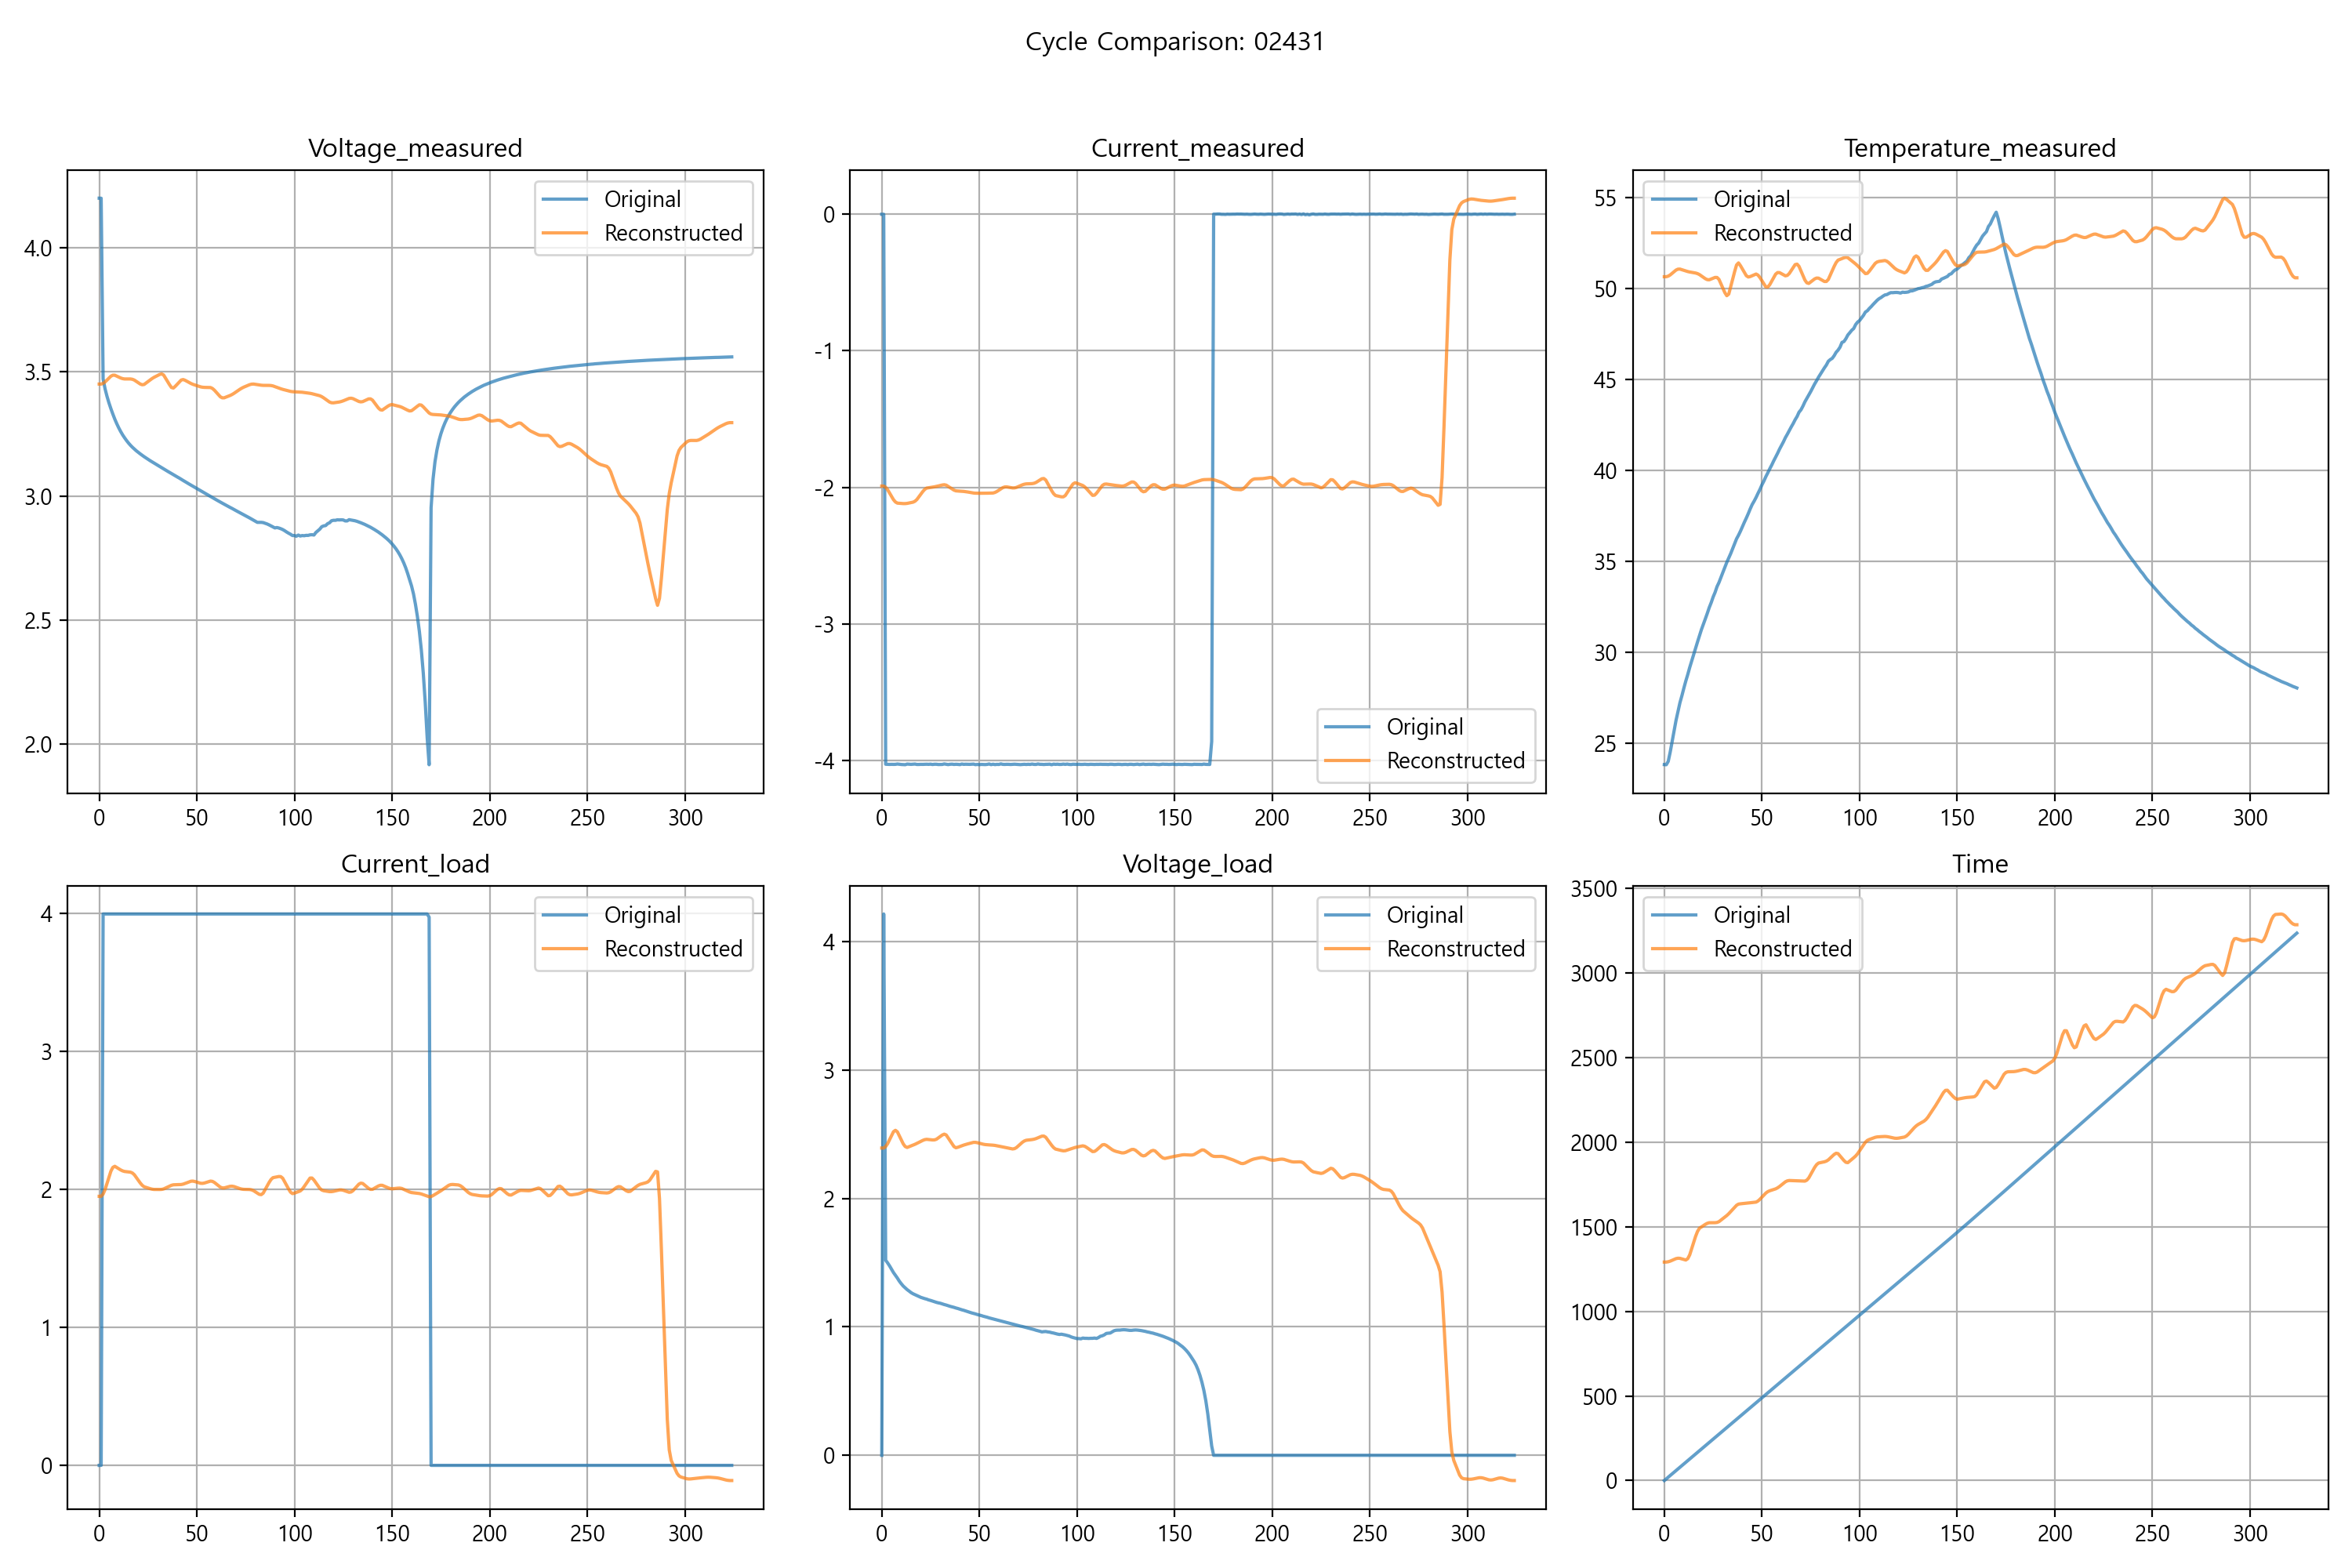 Cycle Comparison: 02431
Voltage_measured
Original
Reconstructed
4.0
3.5
3.0
2.5
2.0
0 50 100 150 200 250 300
Current_measured
Original
Reconstructed
0
-1
-2
-3
-4
0 50 100 150 200 250 300
Temperature_measured
Original
Reconstructed
55
50
45
40
35
30
25
0 50 100 150 200 250 300
Current_load
Original
Reconstructed
4
3
2
1
0
0 50 100 150 200 250 300
Voltage_load
Original
Reconstructed
4
3
2
1
0
0 50 100 150 200 250 300
Time
Original
Reconstructed
3500
3000
2500
2000
1500
1000
500
0
0 50 100 150 200 250 300